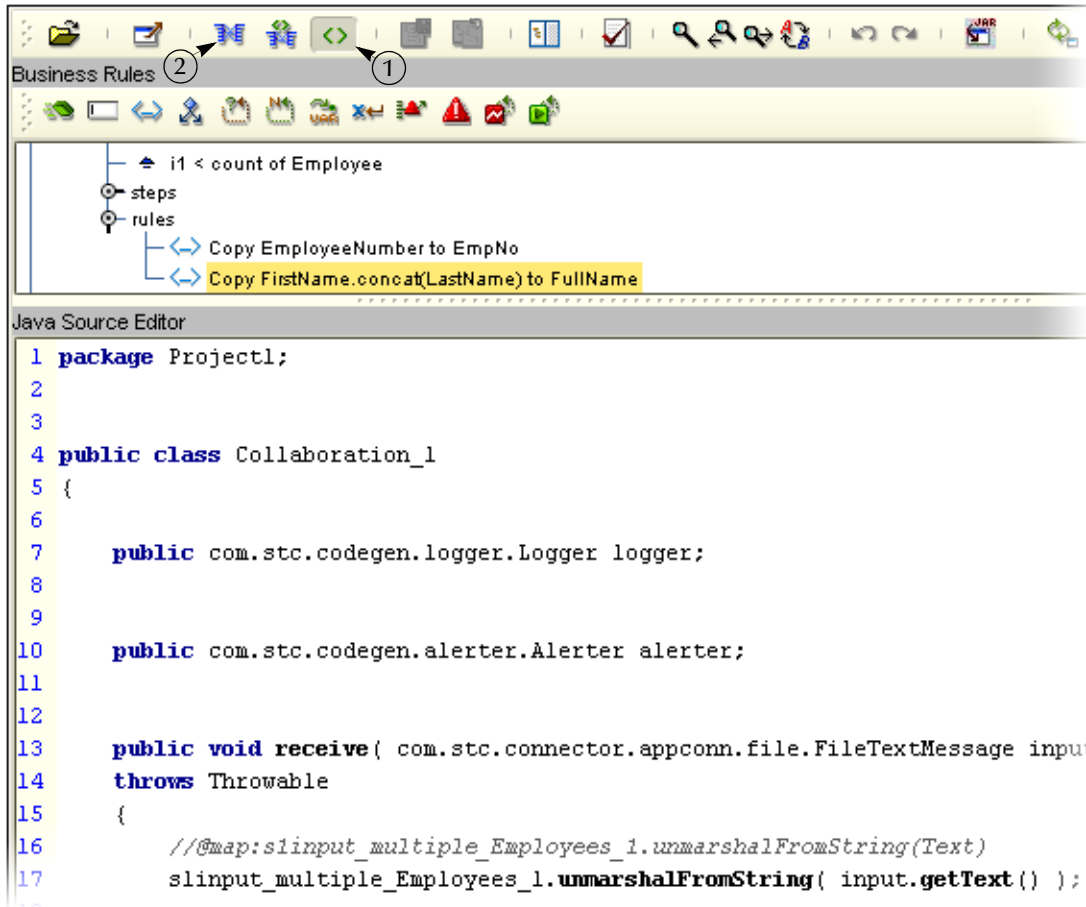 JAR
2
1
Business Rules
VAR
i1 < count of Employee
steps
rules
Copy EmployeeNumber to EmpNo
Copy FirstName.concat(LastName) to FullName
Java Source Editor
1 package Project1;
2
3
4 public class Collaboration_1
5 {
6
7 public com.stc.codegen.logger.Logger logger;
8
9
10 public com.stc.codegen.alerter.Alerter alerter;
11
12
13 public void receive( com.stc.connector.appconn.file.FileTextMessage inpu
14 throws Throwable
15 {
16 //@map:s1input_multiple_Employees_1.unmarshalFromString(Text)
17 s1input_multiple_Employees_1.unmarshalFromString( input.getText() );